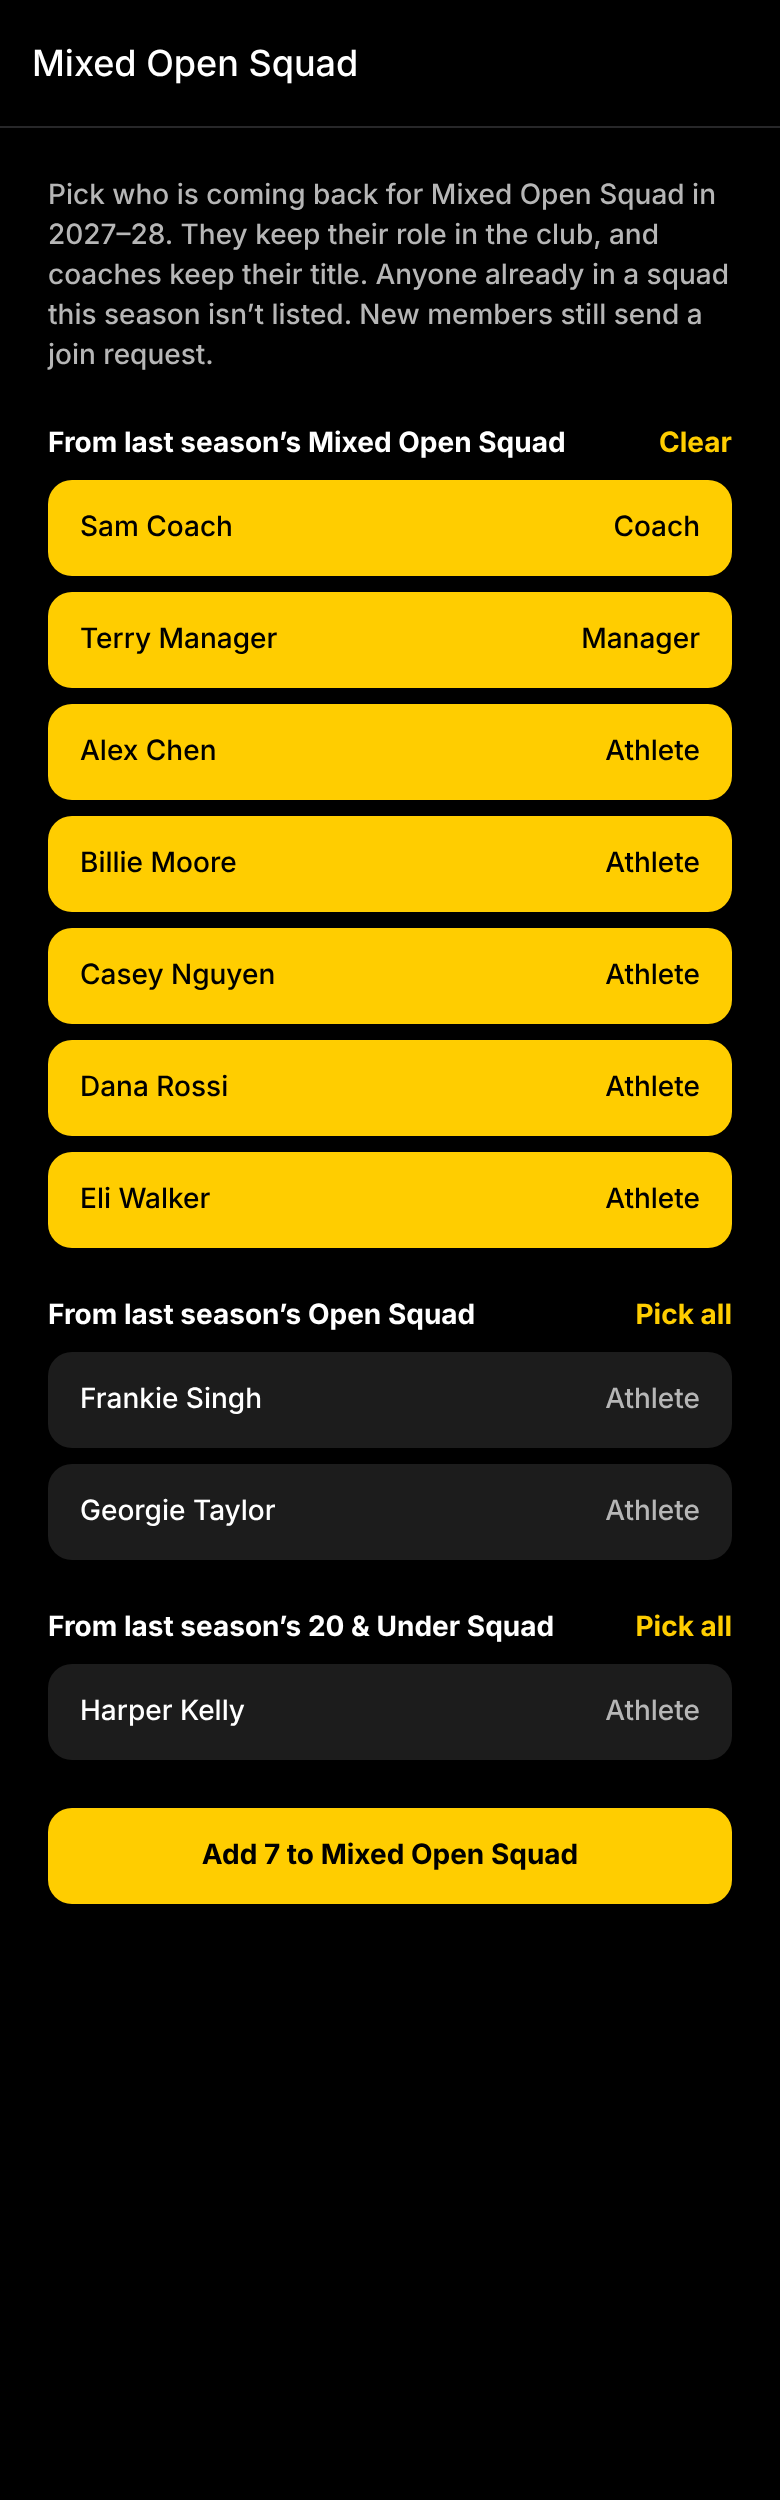 Mixed Open Squad
Pick who is coming back for Mixed Open Squad in
2027–28. They keep their role in the club, and
coaches keep their title. Anyone already in a squad
this season isn’t listed. New members still send a
join request.
From last season’s Mixed Open Squad Clear
Sam Coach Coach
Terry Manager Manager
Alex Chen Athlete
Billie Moore Athlete
Casey Nguyen Athlete
Dana Rossi Athlete
Eli Walker Athlete
From last season’s Open Squad Pick all
Frankie Singh Athlete
Georgie Taylor Athlete
From last season’s 20 & Under Squad Pick all
Harper Kelly Athlete
Add 7 to Mixed Open Squad